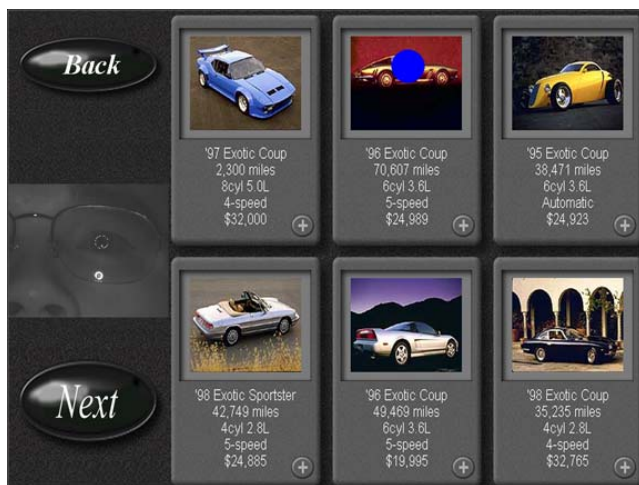 Back
'97 Exotic Coup
2,300 miles
8cyl 5.0L
4-speed
$32,000
'96 Exotic Coup
70,607 miles
6cyl 3.6L
5-speed
$24,989
'95 Exotic Coup
38,471 miles
6cyl 3.6L
Automatic
$24,923
Next
'98 Exotic Sportster
42,749 miles
4cyl 2.8L
5-speed
$24,885
'96 Exotic Coup
49,469 miles
6cyl 3.6L
5-speed
$19,995
'98 Exotic Coup
35,235 miles
4cyl 2.8L
4-speed
$32,765